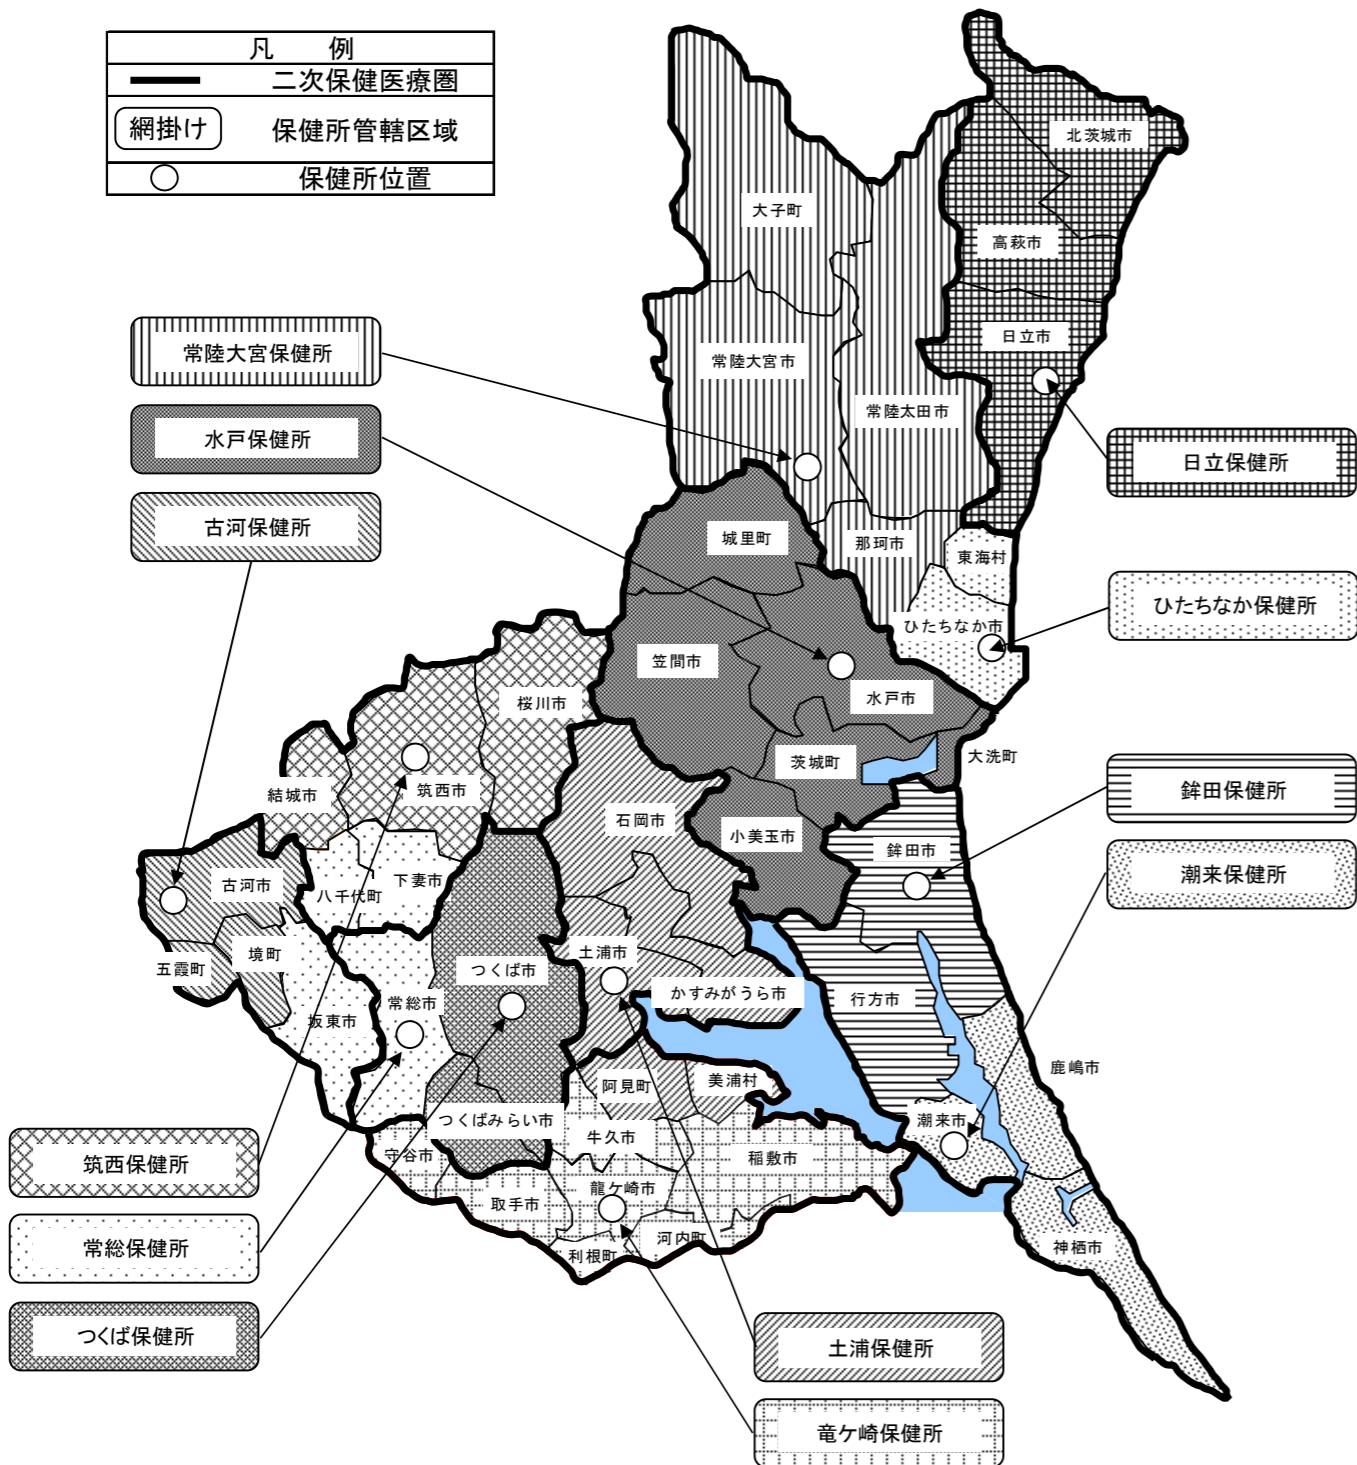 凡　例
二次保健医療圏
網掛け　保健所管轄区域
保健所位置
北茨城市
大子町
高萩市
日立市
常陸大宮保健所
常陸大宮市
常陸太田市
水戸保健所
日立保健所
古河保健所
城里町
那珂市
東海村
ひたちなか保健所
ひたちなか市
笠間市
桜川市
水戸市
茨城町
大洗町
結城市
筑西市
鉾田保健所
石岡市
小美玉市
鉾田市
潮来保健所
古河市
八千代町
下妻市
境町
五霞町
つくば市
土浦市
かすみがうら市
行方市
坂東市
常総市
鹿嶋市
阿見町
美浦村
つくばみらい市
牛久市
潮来市
守谷市
稲敷市
筑西保健所
龍ケ崎市
取手市
河内町
利根町
神栖市
常総保健所
つくば保健所
土浦保健所
竜ケ崎保健所